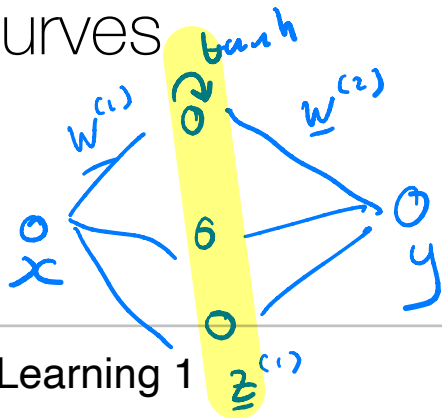 urves
tanh
W^(1)
w^(2)
x
y
Learning 1
z^(1)